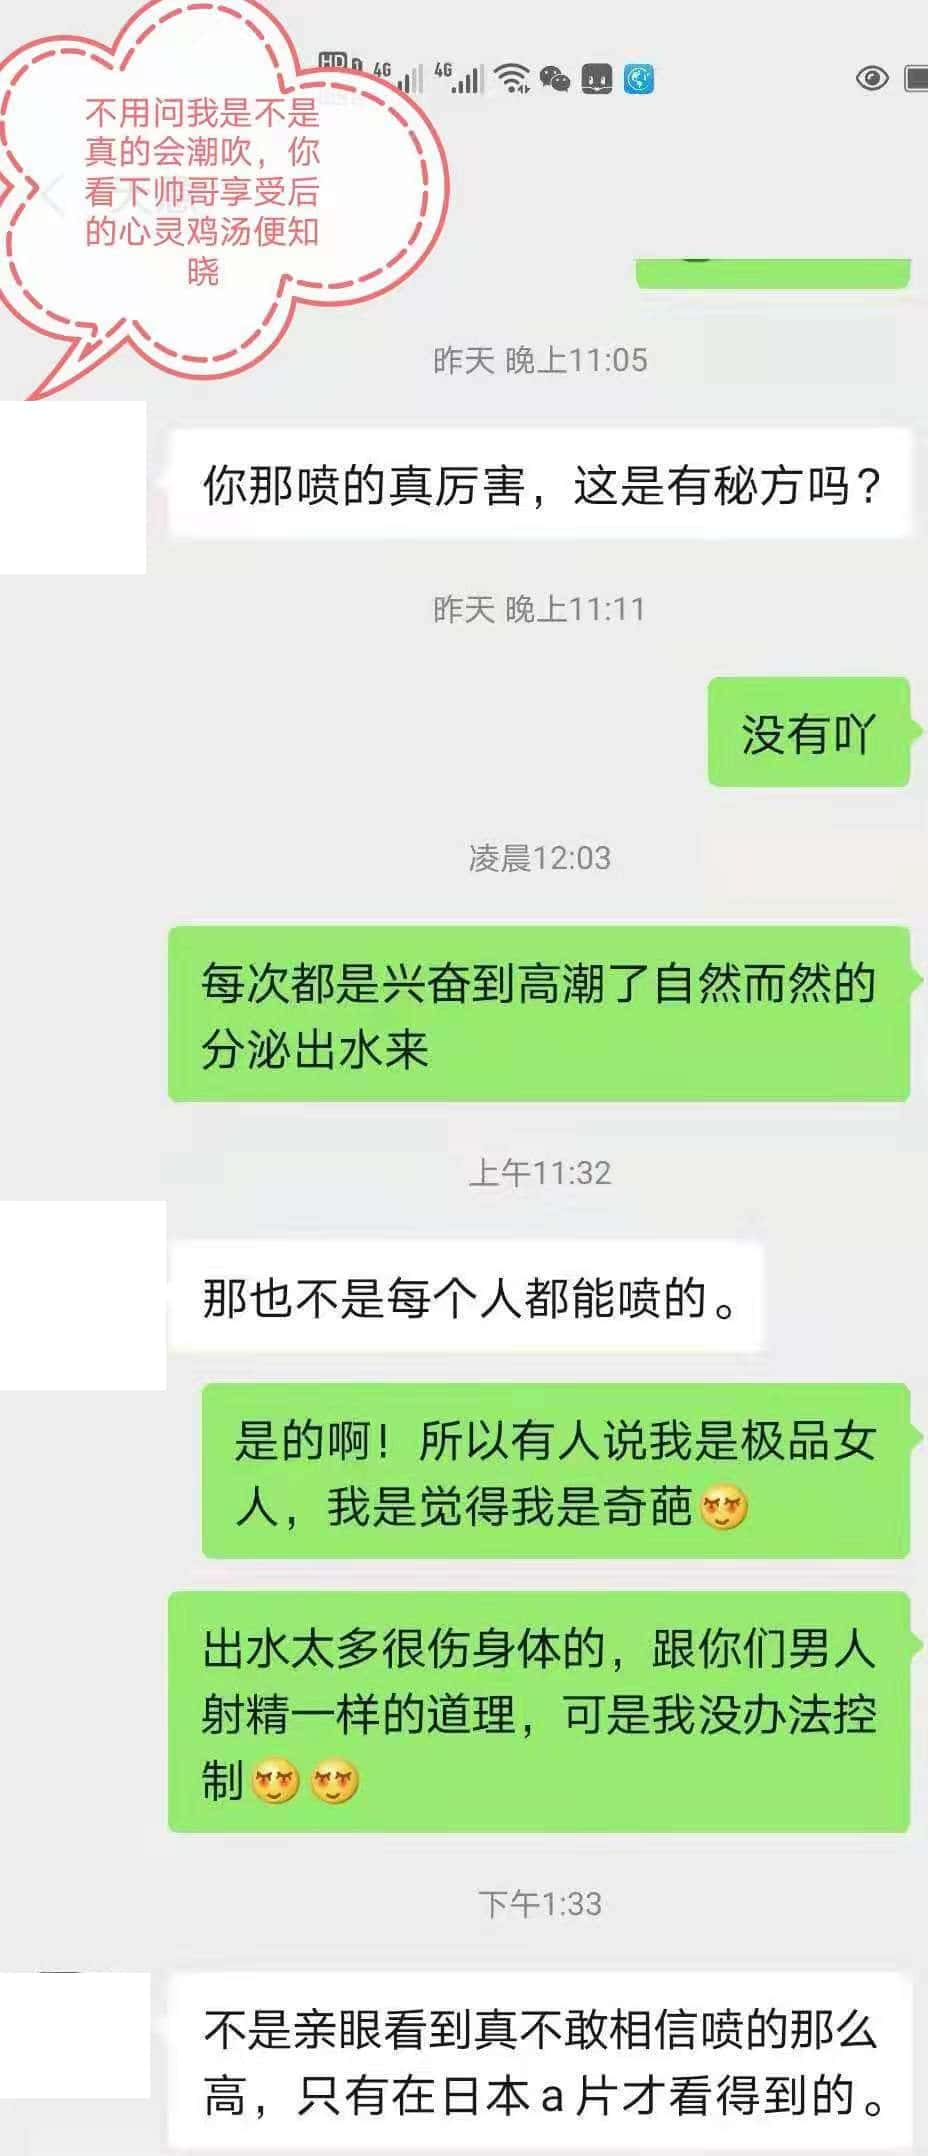 HD 1 4G 4G
不用问我是不是
真的会潮吹，你
看下帅哥享受后
的心灵鸡汤便知
晓
昨天 晚上11:05
你那喷的真厉害，这是有秘方吗？
昨天 晚上11:11
没有吖
凌晨12:03
每次都是兴奋到高潮了自然而然的
分泌出水来
上午11:32
那也不是每个人都能喷的。
是的啊！所以有人说我是极品女
人，我是觉得我是奇葩
出水太多很伤身体的，跟你们男人
射精一样的道理，可是我没办法控
制
下午1:33
不是亲眼看到真不敢相信喷的那么
高，只有在日本a片才看得到的。